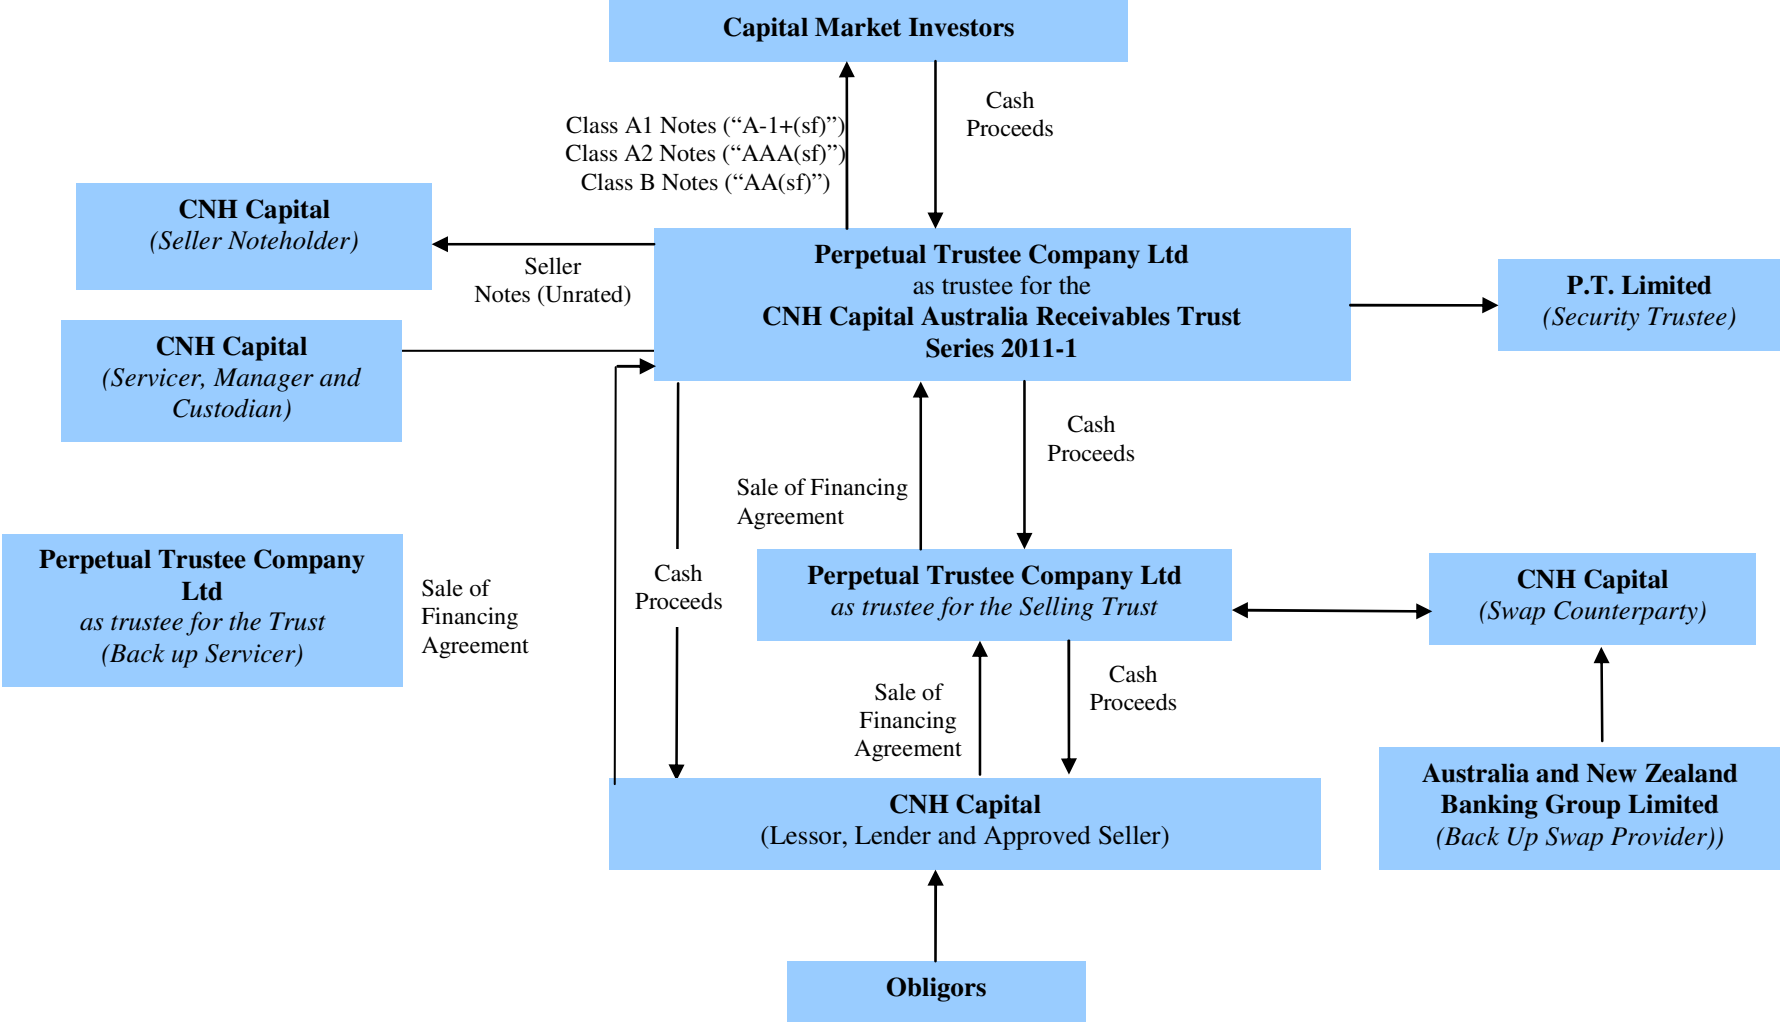 Capital Market Investors
Cash
Proceeds
Class A1 Notes (“A-1+(sf)”)
Class A2 Notes (“AAA(sf)”)
Class B Notes (“AA(sf)”)
CNH Capital
(Seller Noteholder)
Seller
Notes (Unrated)
Perpetual Trustee Company Ltd
as trustee for the
CNH Capital Australia Receivables Trust
Series 2011-1
P.T. Limited
(Security Trustee)
CNH Capital
(Servicer, Manager and
Custodian)
Cash
Proceeds
Sale of Financing
Agreement
Perpetual Trustee Company
Ltd
as trustee for the Trust
(Back up Servicer)
Sale of
Financing
Agreement
Cash
Proceeds
Perpetual Trustee Company Ltd
as trustee for the Selling Trust
CNH Capital
(Swap Counterparty)
Sale of
Financing
Agreement
Cash
Proceeds
CNH Capital
(Lessor, Lender and Approved Seller)
Australia and New Zealand
Banking Group Limited
(Back Up Swap Provider))
Obligors